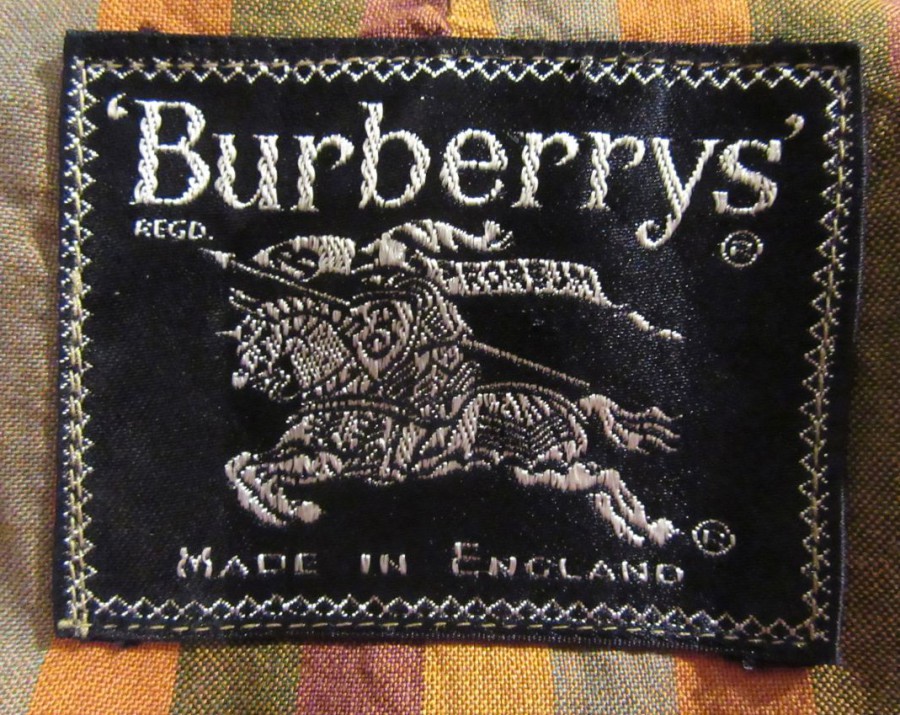 'Burberrys'
REGD. ®
®
MADE IN ENGLAND